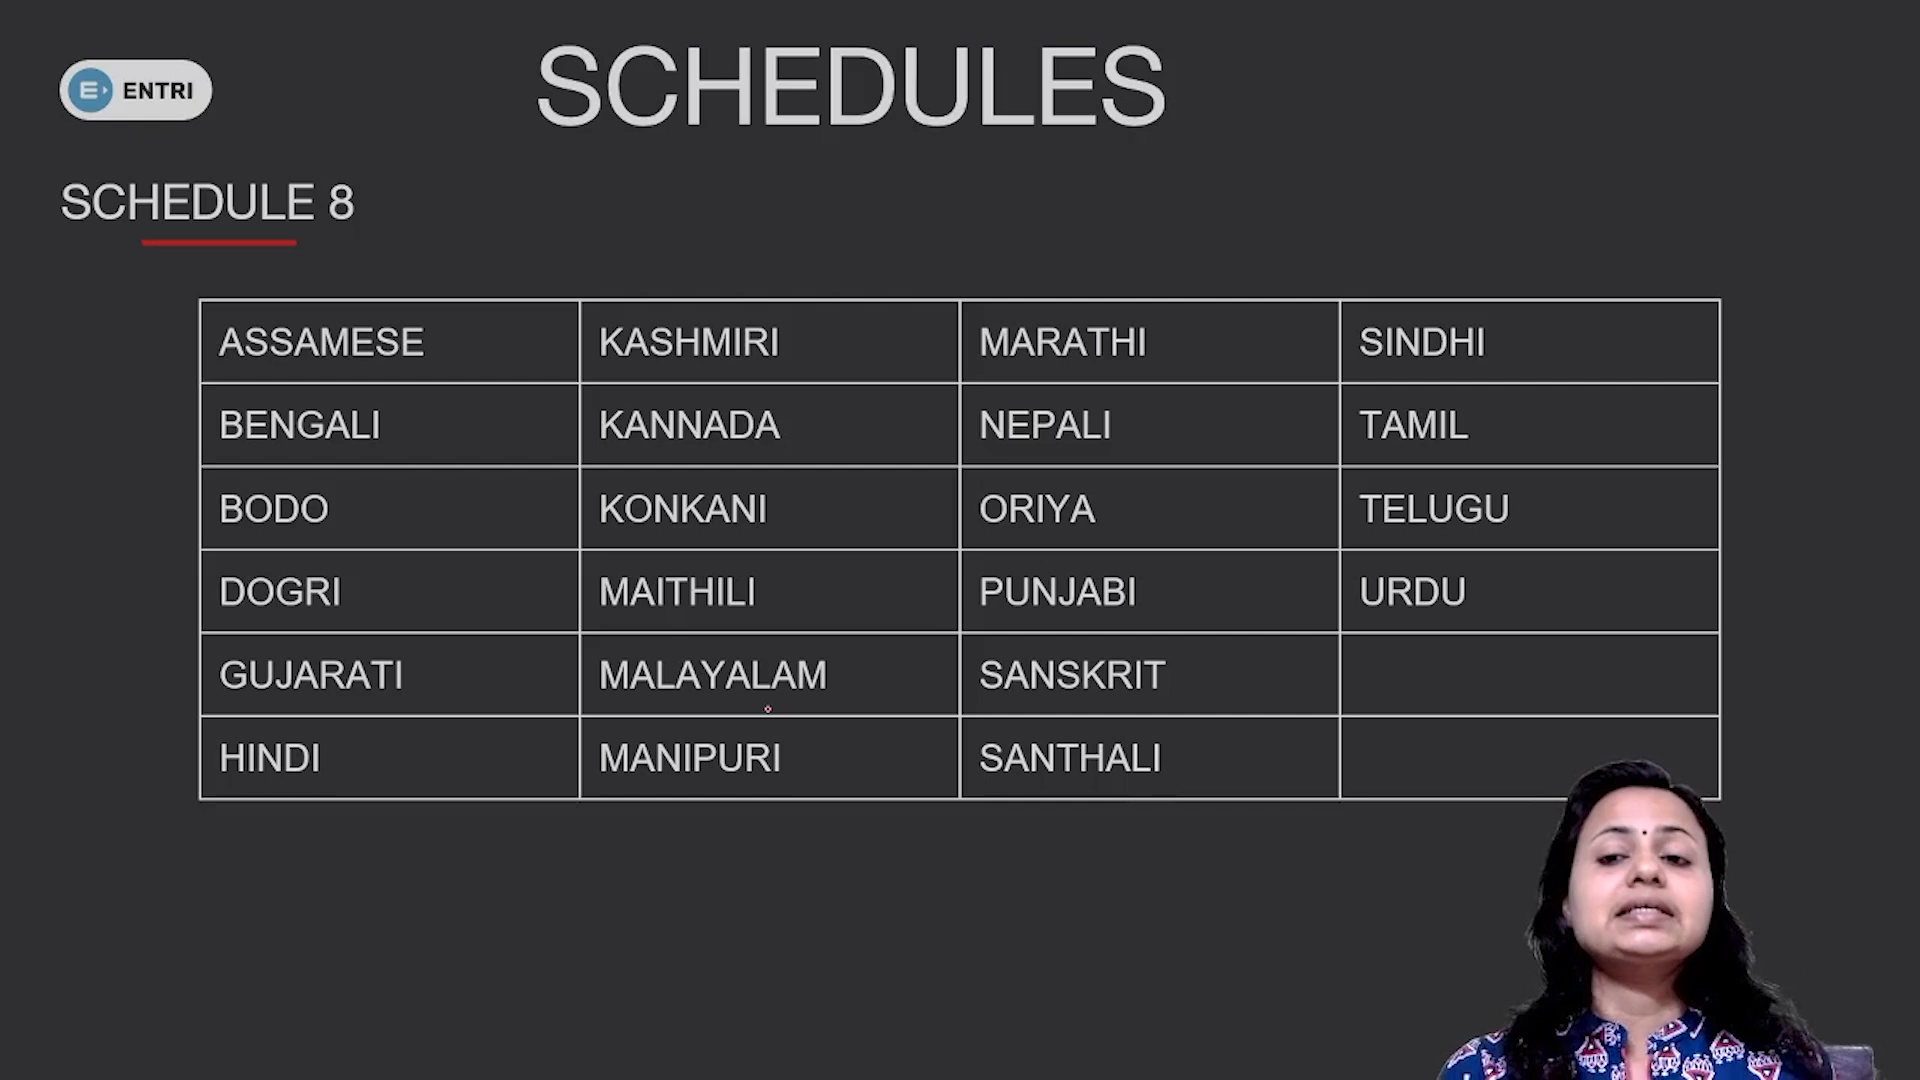 ENTRI
SCHEDULES
SCHEDULE 8
ASSAMESE KASHMIRI MARATHI SINDHI
BENGALI KANNADA NEPALI TAMIL
BODO KONKANI ORIYA TELUGU
DOGRI MAITHILI PUNJABI URDU
GUJARATI MALAYALAM SANSKRIT
HINDI MANIPURI SANTHALI